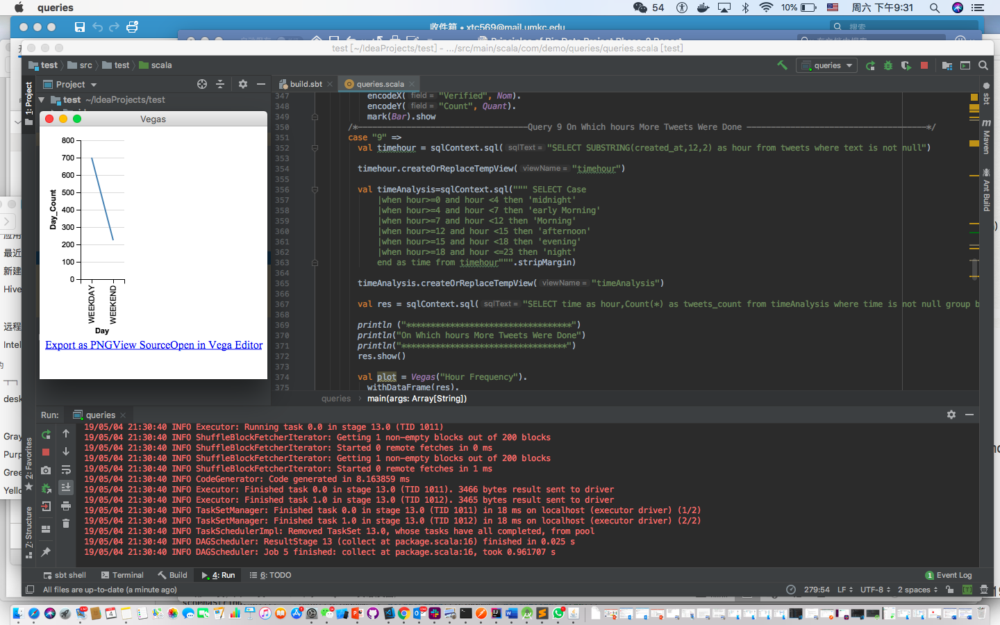 queries
54
10%
周六 下午9:31
收件箱 • xtc569@mail.umkc.edu
搜索
test [~/IdeaProjects/test] - .../src/main/scala/com/demo/queries/queries.scala [test]
test
src
test
scala
queries
Project
build.sbt
queries.scala
test ~/IdeaProjects/test
1: Project
Vegas
800
700
600
500
400
300
200
100
0
Day_Count
WEEKDAY
WEEKEND
Day
Export as PNGView SourceOpen in Vega Editor
347 encodeX( field = "Verified", Nom).
348 encodeY( field = "Count", Quant).
349 mark(Bar).show
350 /*——————————Query 9 On Which hours More Tweets Were Done ——————————*/
351 case "9" =>
352 val timehour = sqlContext.sql( sqlText = "SELECT SUBSTRING(created_at,12,2) as hour from tweets where text is not null")
353
354 timehour.createOrReplaceTempView( viewName = "timehour")
355
356 val timeAnalysis=sqlContext.sql(""" SELECT Case
357 |when hour>=0 and hour <4 then 'midnight'
358 |when hour>=4 and hour <7 then 'early Morning'
359 |when hour>=7 and hour <12 then 'Morning'
360 |when hour>=12 and hour <15 then 'afternoon'
361 |when hour>=15 and hour <18 then 'evening'
362 |when hour>=18 and hour <=23 then 'night'
363 end as time from timehour""".stripMargin)
364
365 timeAnalysis.createOrReplaceTempView( viewName = "timeAnalysis")
366
367 val res = sqlContext.sql( sqlText = "SELECT time as hour,Count(*) as tweets_count from timeAnalysis where time is not null group b
368
369 println ("*********************************")
370 println("On Which hours More Tweets Were Done")
371 println("*********************************")
372 res.show()
373
374 val plot = Vegas("Hour Frequency").
375 withDataFrame(res).
queries › main(args: Array[String])
sbt
Maven
Ant Build
最近
新建
Hive
远程
Intel
desk
Gray
Purp
Gree
Yello
Run: queries
19/05/04 21:30:40 INFO Executor: Running task 0.0 in stage 13.0 (TID 1011)
19/05/04 21:30:40 INFO ShuffleBlockFetcherIterator: Getting 1 non-empty blocks out of 200 blocks
19/05/04 21:30:40 INFO ShuffleBlockFetcherIterator: Started 0 remote fetches in 0 ms
19/05/04 21:30:40 INFO ShuffleBlockFetcherIterator: Getting 1 non-empty blocks out of 200 blocks
19/05/04 21:30:40 INFO ShuffleBlockFetcherIterator: Started 0 remote fetches in 1 ms
19/05/04 21:30:40 INFO CodeGenerator: Code generated in 8.163859 ms
19/05/04 21:30:40 INFO Executor: Finished task 0.0 in stage 13.0 (TID 1011). 3466 bytes result sent to driver
19/05/04 21:30:40 INFO Executor: Finished task 1.0 in stage 13.0 (TID 1012). 3465 bytes result sent to driver
19/05/04 21:30:40 INFO TaskSetManager: Finished task 0.0 in stage 13.0 (TID 1011) in 18 ms on localhost (executor driver) (1/2)
19/05/04 21:30:40 INFO TaskSetManager: Finished task 1.0 in stage 13.0 (TID 1012) in 18 ms on localhost (executor driver) (2/2)
19/05/04 21:30:40 INFO TaskSchedulerImpl: Removed TaskSet 13.0, whose tasks have all completed, from pool
19/05/04 21:30:40 INFO DAGScheduler: ResultStage 13 (collect at package.scala:16) finished in 0.025 s
19/05/04 21:30:40 INFO DAGScheduler: Job 5 finished: collect at package.scala:16, took 0.961707 s
2: Favorites
Z: Structure
sbt shell
Terminal
Build
4: Run
6: TODO
1 Event Log
All files are up-to-date (a minute ago)
279:54
LF
UTF-8
2 spaces